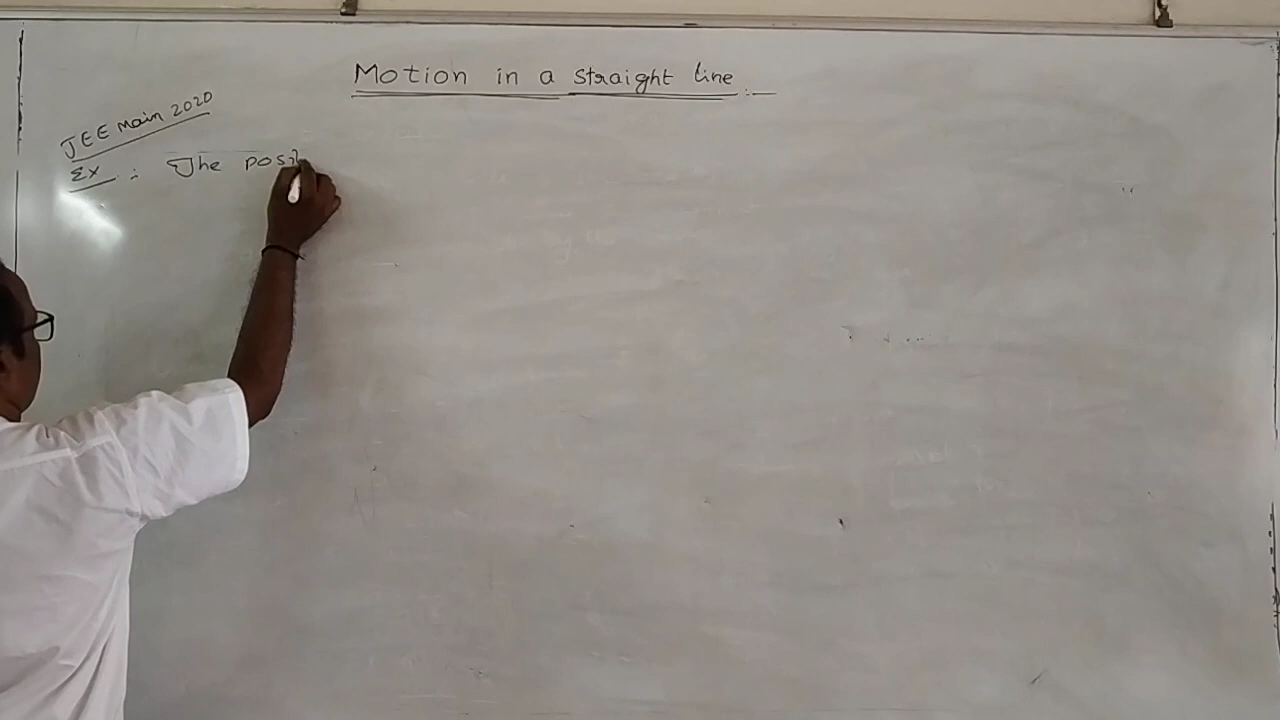 Motion in a straight line :-
JEE Main 2020
Ex : The posi